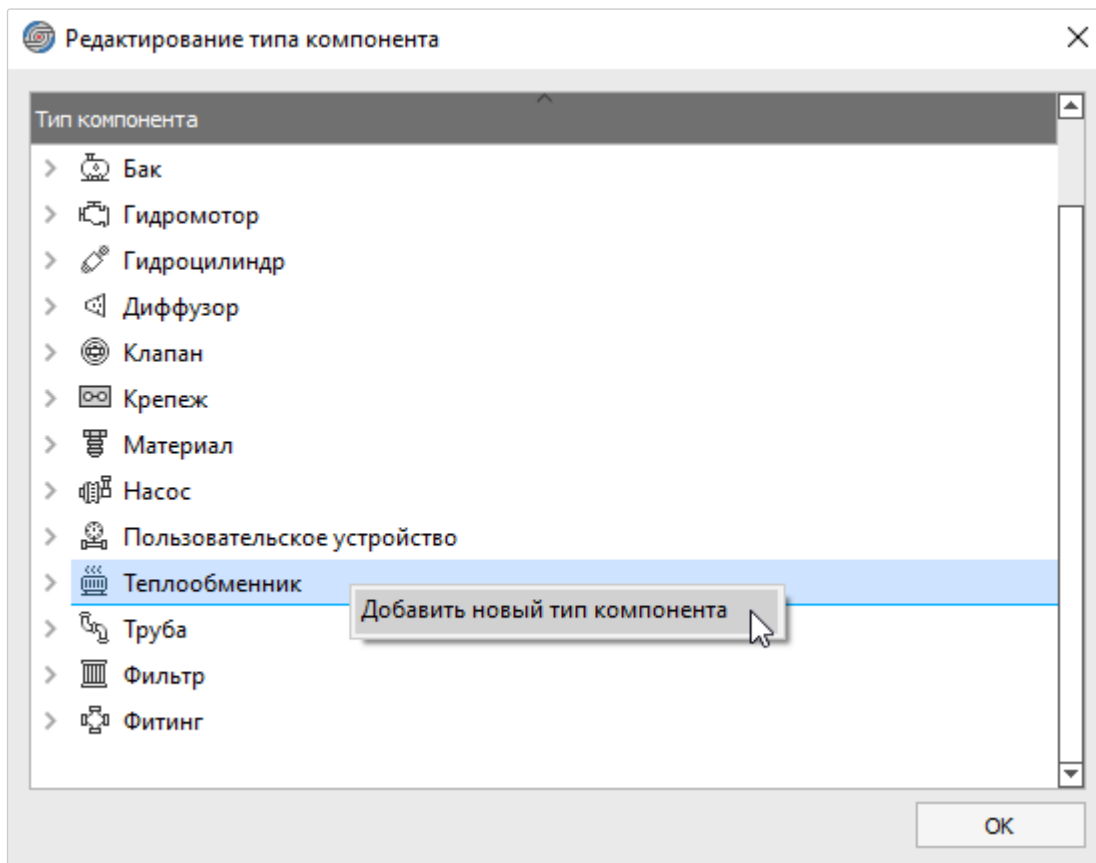 Редактирование типа компонента
Тип компонента
Бак
Гидромотор
Гидроцилиндр
Диффузор
Клапан
Крепеж
Материал
Насос
Пользовательское устройство
Теплообменник
Добавить новый тип компонента
Труба
Фильтр
Фитинг
ОК